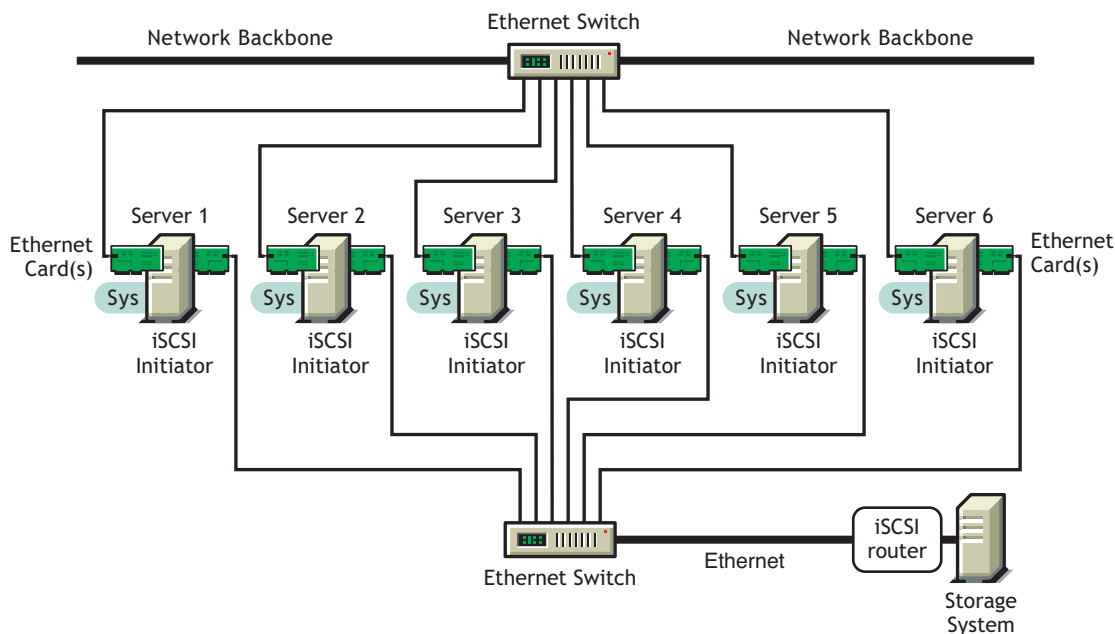 Ethernet Switch
Network Backbone
Network Backbone
Server 1
Server 2
Server 3
Server 4
Server 5
Server 6
Ethernet
Card(s)
Ethernet
Card(s)
Sys
Sys
Sys
Sys
Sys
Sys
iSCSI
Initiator
iSCSI
Initiator
iSCSI
Initiator
iSCSI
Initiator
iSCSI
Initiator
iSCSI
Initiator
Ethernet Switch
Ethernet
iSCSI
router
Storage
System